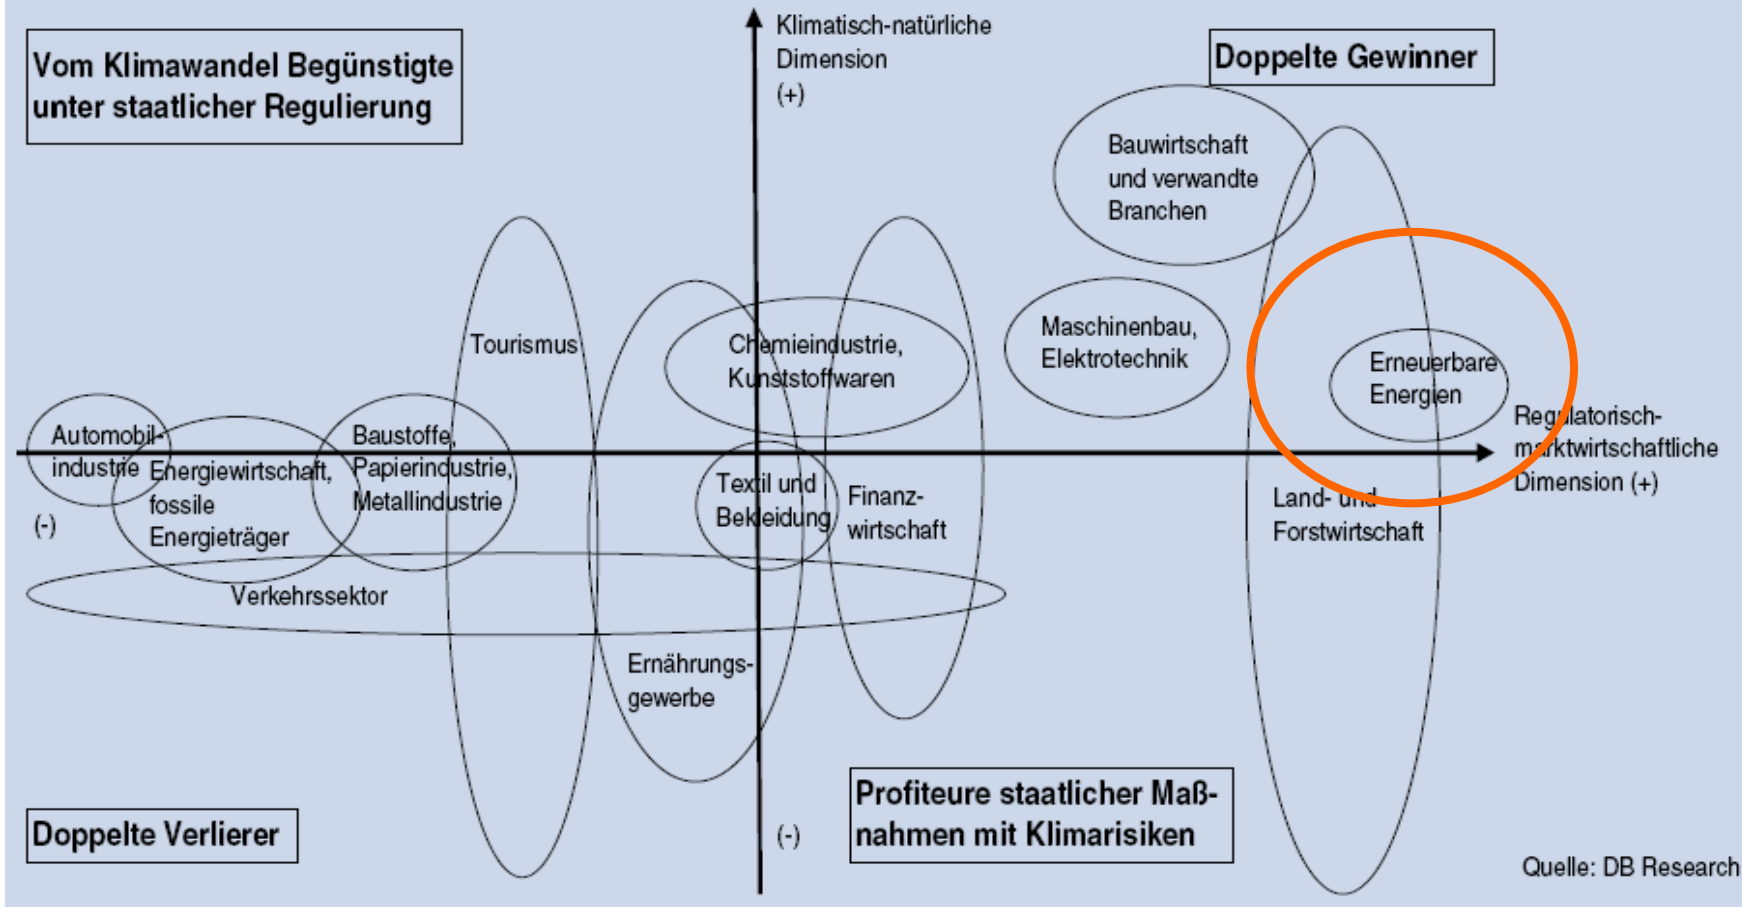 Klimatisch-natürliche
Dimension
(+)
Vom Klimawandel Begünstigte
unter staatlicher Regulierung
Doppelte Gewinner
Bauwirtschaft
und verwandte
Branchen
Tourismus
Chemieindustrie,
Kunststoffwaren
Maschinenbau,
Elektrotechnik
Erneuerbare
Energien
Automobil-
industrie
Energiewirtschaft,
fossile
Energieträger
Baustoffe,
Papierindustrie,
Metallindustrie
Regulatorisch-
marktwirtschaftliche
Dimension (+)
(-)
Textil und
Bekleidung
Finanz-
wirtschaft
Land- und
Forstwirtschaft
Verkehrssektor
Ernährungs-
gewerbe
Doppelte Verlierer
(-)
Profiteure staatlicher Maß-
nahmen mit Klimarisiken
Quelle: DB Research